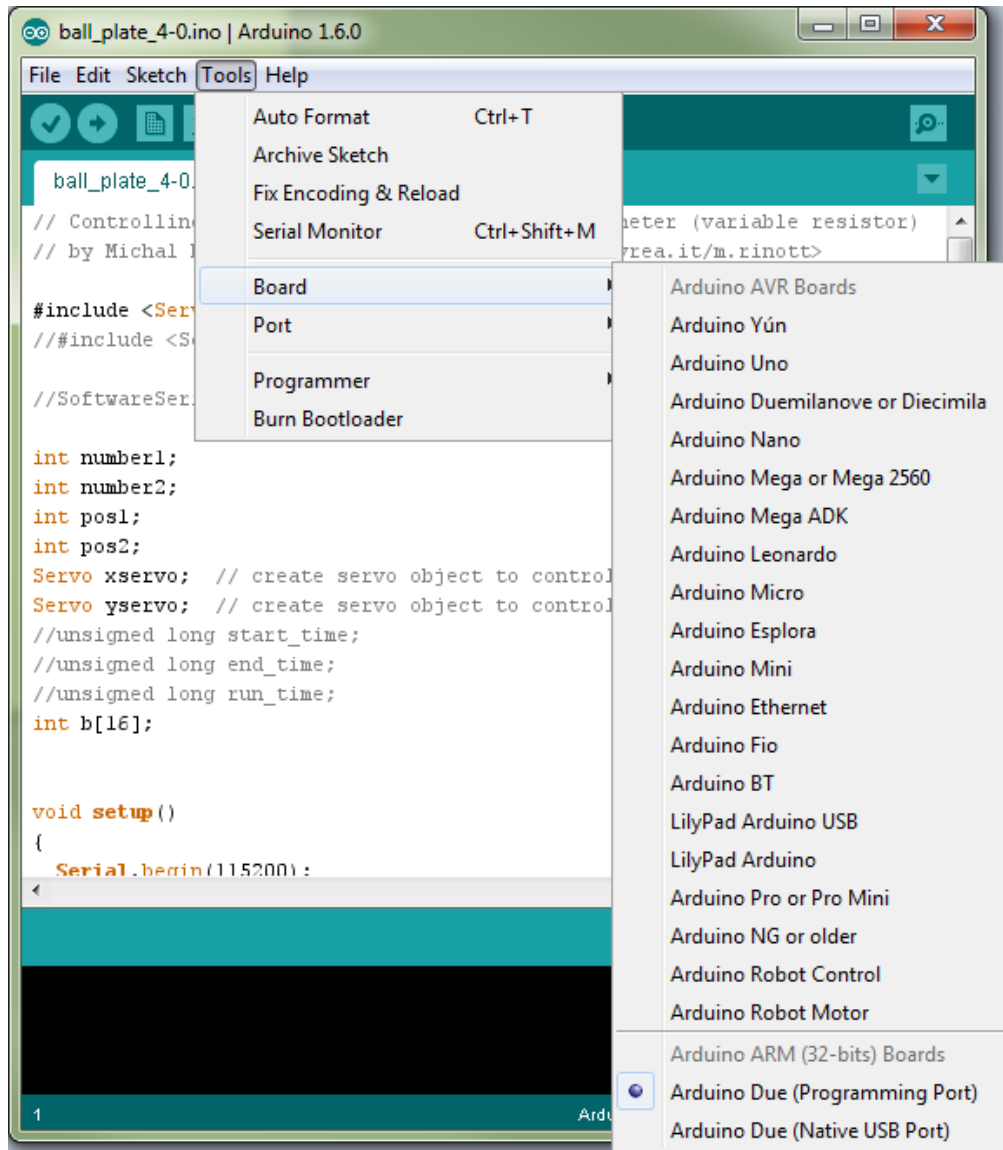 ball_plate_4-0.ino | Arduino 1.6.0
File Edit Sketch Tools Help
Auto Format Ctrl+T
Archive Sketch
Fix Encoding & Reload
Serial Monitor Ctrl+Shift+M
Board
Port
Programmer
Burn Bootloader
Arduino AVR Boards
Arduino Yún
Arduino Uno
Arduino Duemilanove or Diecimila
Arduino Nano
Arduino Mega or Mega 2560
Arduino Mega ADK
Arduino Leonardo
Arduino Micro
Arduino Esplora
Arduino Mini
Arduino Ethernet
Arduino Fio
Arduino BT
LilyPad Arduino USB
LilyPad Arduino
Arduino Pro or Pro Mini
Arduino NG or older
Arduino Robot Control
Arduino Robot Motor
Arduino ARM (32-bits) Boards
Arduino Due (Programming Port)
Arduino Due (Native USB Port)
ball_plate_4-0.
// Controllin eter (variable resistor)
// by Michal rea.it/m.rinott>
#include <Ser
//#include <S
//SoftwareSer
int number1;
int number2;
int pos1;
int pos2;
Servo xservo; // create servo object to control
Servo yservo; // create servo object to control
//unsigned long start_time;
//unsigned long end_time;
//unsigned long run_time;
int b[16];
void setup()
{
Serial.begin(115200);
1 Ardu